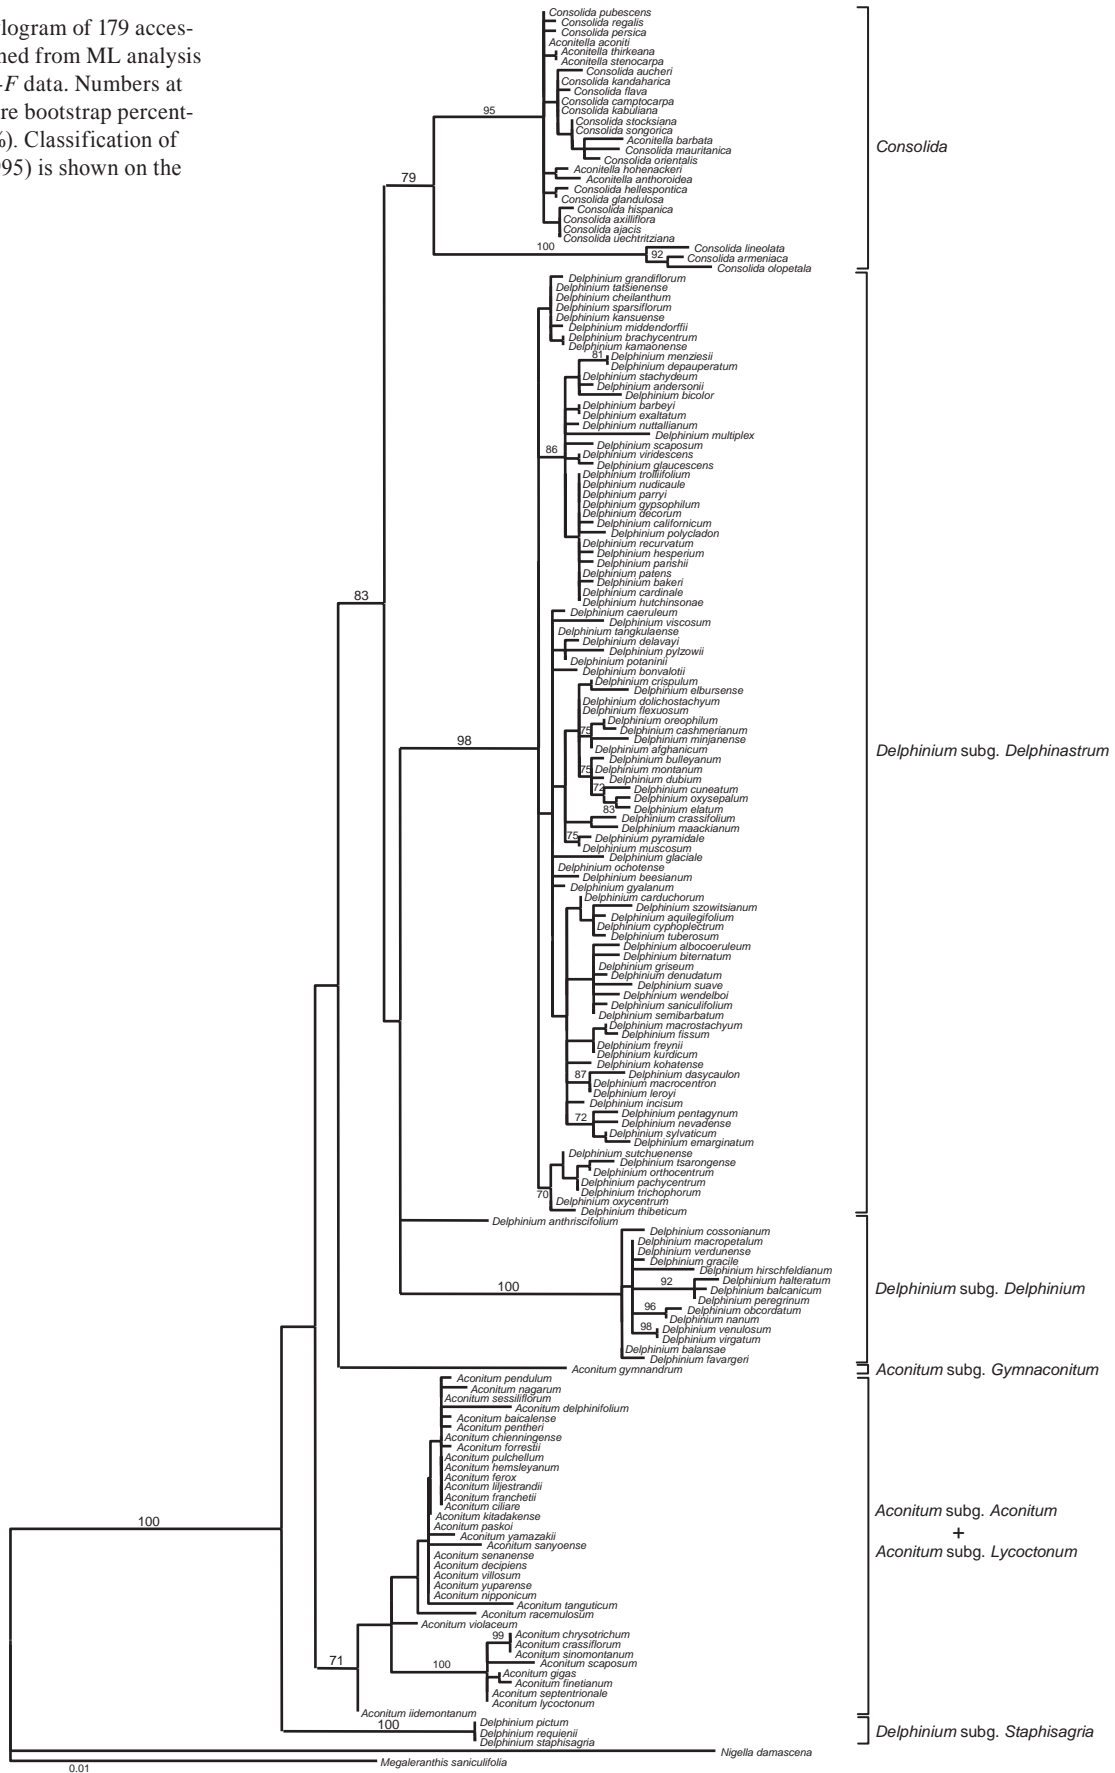 ylogram of 179 acces-
ned from ML analysis
-F data. Numbers at
re bootstrap percent-
%). Classification of
95) is shown on the
Consolida pubescens
Consolida regalis
Consolida persica
Aconitella aconiti
Aconitella thirkeana
Aconitella stenocarpa
Consolida aucheri
Consolida kandaharica
Consolida flava
Consolida camptocarpa
Consolida kabuliana
Consolida stocksiana
Consolida songorica
Aconitella barbata
Consolida mauritanica
Consolida orientalis
Aconitella hohenackeri
Aconitella anthoroidea
Consolida hellespontica
Consolida glandulosa
Consolida hispanica
Consolida axilliflora
Consolida ajacis
Consolida uechtritziana
Consolida lineolata
Consolida armeniaca
Consolida olopetala
95
79
100
92
Consolida
Delphinium grandiflorum
Delphinium tatsienense
Delphinium cheilanthum
Delphinium sparsiflorum
Delphinium kansuense
Delphinium middendorffii
Delphinium brachycentrum
Delphinium kamaonense
81
Delphinium menziesii
Delphinium depauperatum
Delphinium stachydeum
Delphinium andersonii
Delphinium bicolor
Delphinium barbeyi
Delphinium exaltatum
Delphinium nuttallianum
Delphinium multiplex
Delphinium scaposum
86
Delphinium viridescens
Delphinium glaucescens
Delphinium trolliifolium
Delphinium nudicaule
Delphinium parryi
Delphinium gypsophilum
Delphinium decorum
Delphinium californicum
Delphinium polycladon
Delphinium recurvatum
Delphinium hesperium
Delphinium parishii
Delphinium patens
Delphinium bakeri
Delphinium cardinale
Delphinium hutchinsonae
83
Delphinium caeruleum
Delphinium viscosum
Delphinium tangkulaense
Delphinium delavayi
Delphinium pylzowii
Delphinium potaninii
Delphinium bonvalotii
Delphinium crispulum
Delphinium elbursense
Delphinium dolichostachyum
Delphinium flexuosum
Delphinium oreophilum
75
Delphinium cashmerianum
Delphinium minjanense
98
Delphinium afghanicum
Delphinium subg. Delphinastrum
Delphinium bulleyanum
75
Delphinium montanum
Delphinium dubium
72
Delphinium cuneatum
Delphinium oxysepalum
83
Delphinium elatum
Delphinium crassifolium
Delphinium maackianum
75
Delphinium pyramidale
Delphinium muscosum
Delphinium glaciale
Delphinium ochotense
Delphinium beesianum
Delphinium gyalanum
Delphinium carduchorum
Delphinium szowitsianum
Delphinium aquilegifolium
Delphinium cyphoplectrum
Delphinium tuberosum
Delphinium albocoeruleum
Delphinium biternatum
Delphinium griseum
Delphinium denudatum
Delphinium suave
Delphinium wendelboi
Delphinium saniculifolium
Delphinium semibarbatum
Delphinium macrostachyum
Delphinium fissum
Delphinium freynii
Delphinium kurdicum
Delphinium kohatense
87
Delphinium dasycaulon
Delphinium macrocentron
Delphinium leroyi
Delphinium incisum
72
Delphinium pentagynum
Delphinium nevadense
Delphinium sylvaticum
Delphinium emarginatum
Delphinium sutchuenense
Delphinium tsarongense
Delphinium orthocentrum
Delphinium pachycentrum
70
Delphinium trichophorum
Delphinium oxycentrum
Delphinium thibeticum
Delphinium anthriscifolium
Delphinium cossonianum
Delphinium macropetalum
Delphinium verdunense
Delphinium gracile
Delphinium hirschfeldianum
92
Delphinium halteratum
100
Delphinium balcanicum
Delphinium subg. Delphinium
Delphinium peregrinum
96
Delphinium obcordatum
Delphinium nanum
98
Delphinium venulosum
Delphinium virgatum
Delphinium balansae
Delphinium favargeri
Aconitum gymnandrum
Aconitum subg. Gymnaconitum
Aconitum pendulum
Aconitum nagarum
Aconitum sessiliflorum
Aconitum delphinifolium
Aconitum baicalense
Aconitum pentheri
Aconitum chienningense
Aconitum forrestii
Aconitum pulchellum
Aconitum hemsleyanum
Aconitum ferox
Aconitum liljestrandii
Aconitum franchetii
Aconitum ciliare
Aconitum kitadakense
Aconitum paskoi
Aconitum yamazakii
Aconitum sanyoense
Aconitum senanense
Aconitum decipiens
Aconitum villosum
Aconitum yuparense
Aconitum nipponicum
Aconitum tanguticum
Aconitum racemulosum
Aconitum violaceum
100
Aconitum subg. Aconitum
+
Aconitum subg. Lycoctonum
99
Aconitum chrysotrichum
Aconitum crassiflorum
Aconitum sinomontanum
71
100
Aconitum scaposum
Aconitum gigas
Aconitum finetianum
Aconitum septentrionale
Aconitum lycoctonum
Aconitum iidemontanum
100
Delphinium pictum
Delphinium requienii
Delphinium staphisagria
Delphinium subg. Staphisagria
Nigella damascena
Megaleranthis saniculifolia
0.01